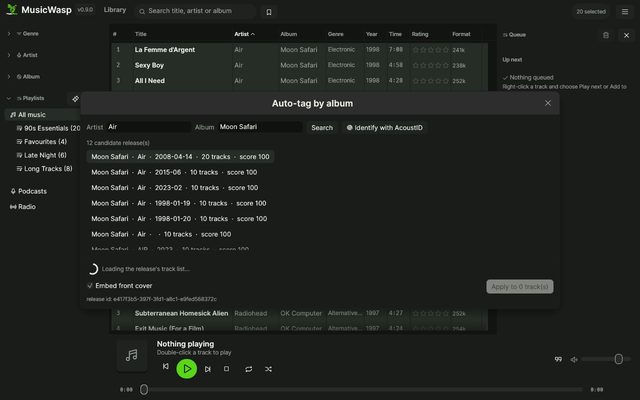 MusicWasp v0.9.0 Library Search title, artist or album 20 selected
Genre
Artist
Album
Playlists
All music
90s Essentials (20
Favourites (4)
Late Night (6)
Long Tracks (8)
Podcasts
Radio
# Title Artist Album Genre Year Time Rating Format
1 La Femme d'Argent Air Moon Safari Electronic 1998 7:08 241k
2 Sexy Boy Air Moon Safari Electronic 1998 4:58 238k
3 All I Need Air Moon Safari Electronic 1998 4:28 252k
Queue
Up next
Nothing queued
Right-click a track and choose Play next or Add to
Auto-tag by album
Artist Air Album Moon Safari Search Identify with AcoustID
12 candidate release(s)
Moon Safari · Air · 2008-04-14 · 20 tracks · score 100
Moon Safari · Air · 2015-06 · 10 tracks · score 100
Moon Safari · Air · 2023-02 · 10 tracks · score 100
Moon Safari · Air · 1998-01-19 · 10 tracks · score 100
Moon Safari · Air · 1998-01-20 · 10 tracks · score 100
Moon Safari · Air · · 10 tracks · score 100
Moon Safari · AIR · 2023 · 10 tracks · score 100
Loading the release's track list...
Embed front cover
Apply to 0 track(s)
release id: e417f3b5-397f-3fd1-a8c1-e9fed568372c
3 Subterranean Homesick Alien Radiohead OK Computer Alternative... 1997 4:27 252k
4 Exit Music (For a Film) Radiohead OK Computer Alternative... 1997 4:24 254k
Nothing playing
Double-click a track to play
0:00 0:00